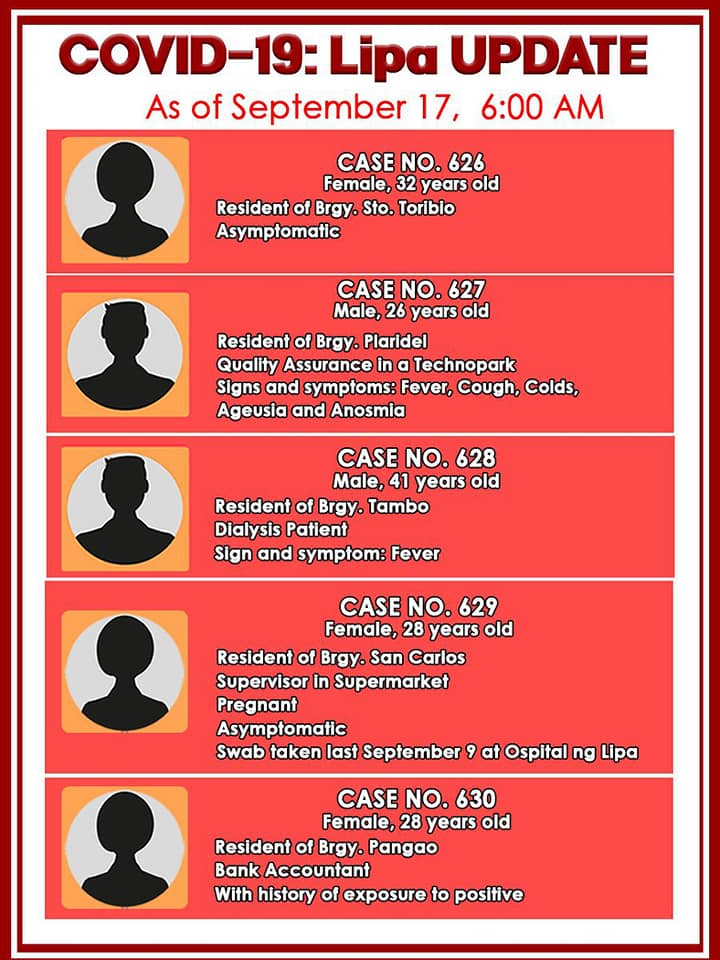 COVID-19: Lipa UPDATE
As of September 17, 6:00 AM
CASE NO. 626
Female, 32 years old
Resident of Brgy. Sto. Toribio
Asymptomatic
CASE NO. 627
Male, 26 years old
Resident of Brgy. Plaridel
Quality Assurance in a Technopark
Signs and symptoms: Fever, Cough, Colds,
Ageusia and Anosmia
CASE NO. 628
Male, 41 years old
Resident of Brgy. Tambo
Dialysis Patient
Sign and symptom: Fever
CASE NO. 629
Female, 28 years old
Resident of Brgy. San Carlos
Supervisor in Supermarket
Pregnant
Asymptomatic
Swab taken last September 9 at Ospital ng Lipa
CASE NO. 630
Female, 28 years old
Resident of Brgy. Pangao
Bank Accountant
With history of exposure to positive